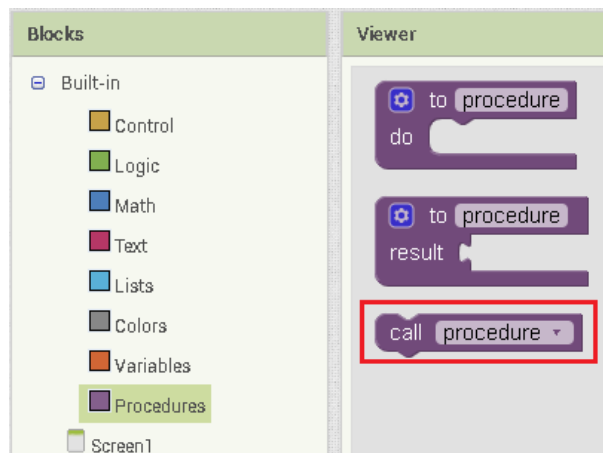 Blocks
Built-in
Control
Logic
Math
Text
Lists
Colors
Variables
Procedures
Screen1
Viewer
to procedure
do
to procedure
result
call procedure